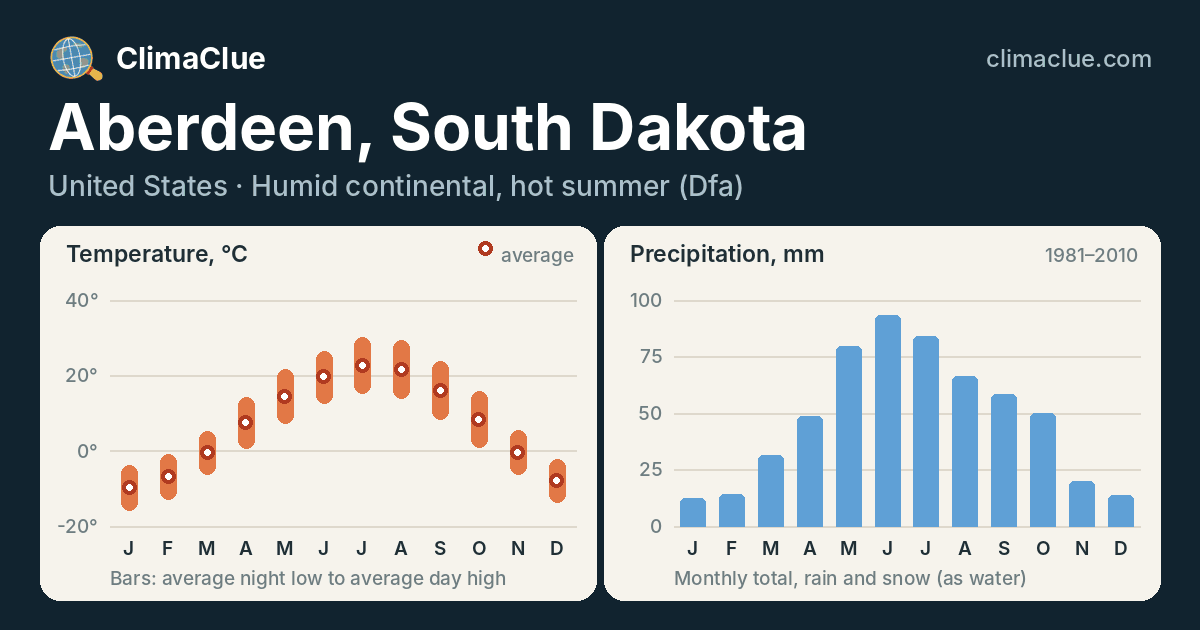 ClimaClue
climaclue.com
Aberdeen, South Dakota
United States · Humid continental, hot summer (Dfa)
Temperature, °C
average
40°
20°
0°
-20°
J F M A M J J A S O N D
Bars: average night low to average day high
Precipitation, mm
1981–2010
100
75
50
25
0
J F M A M J J A S O N D
Monthly total, rain and snow (as water)